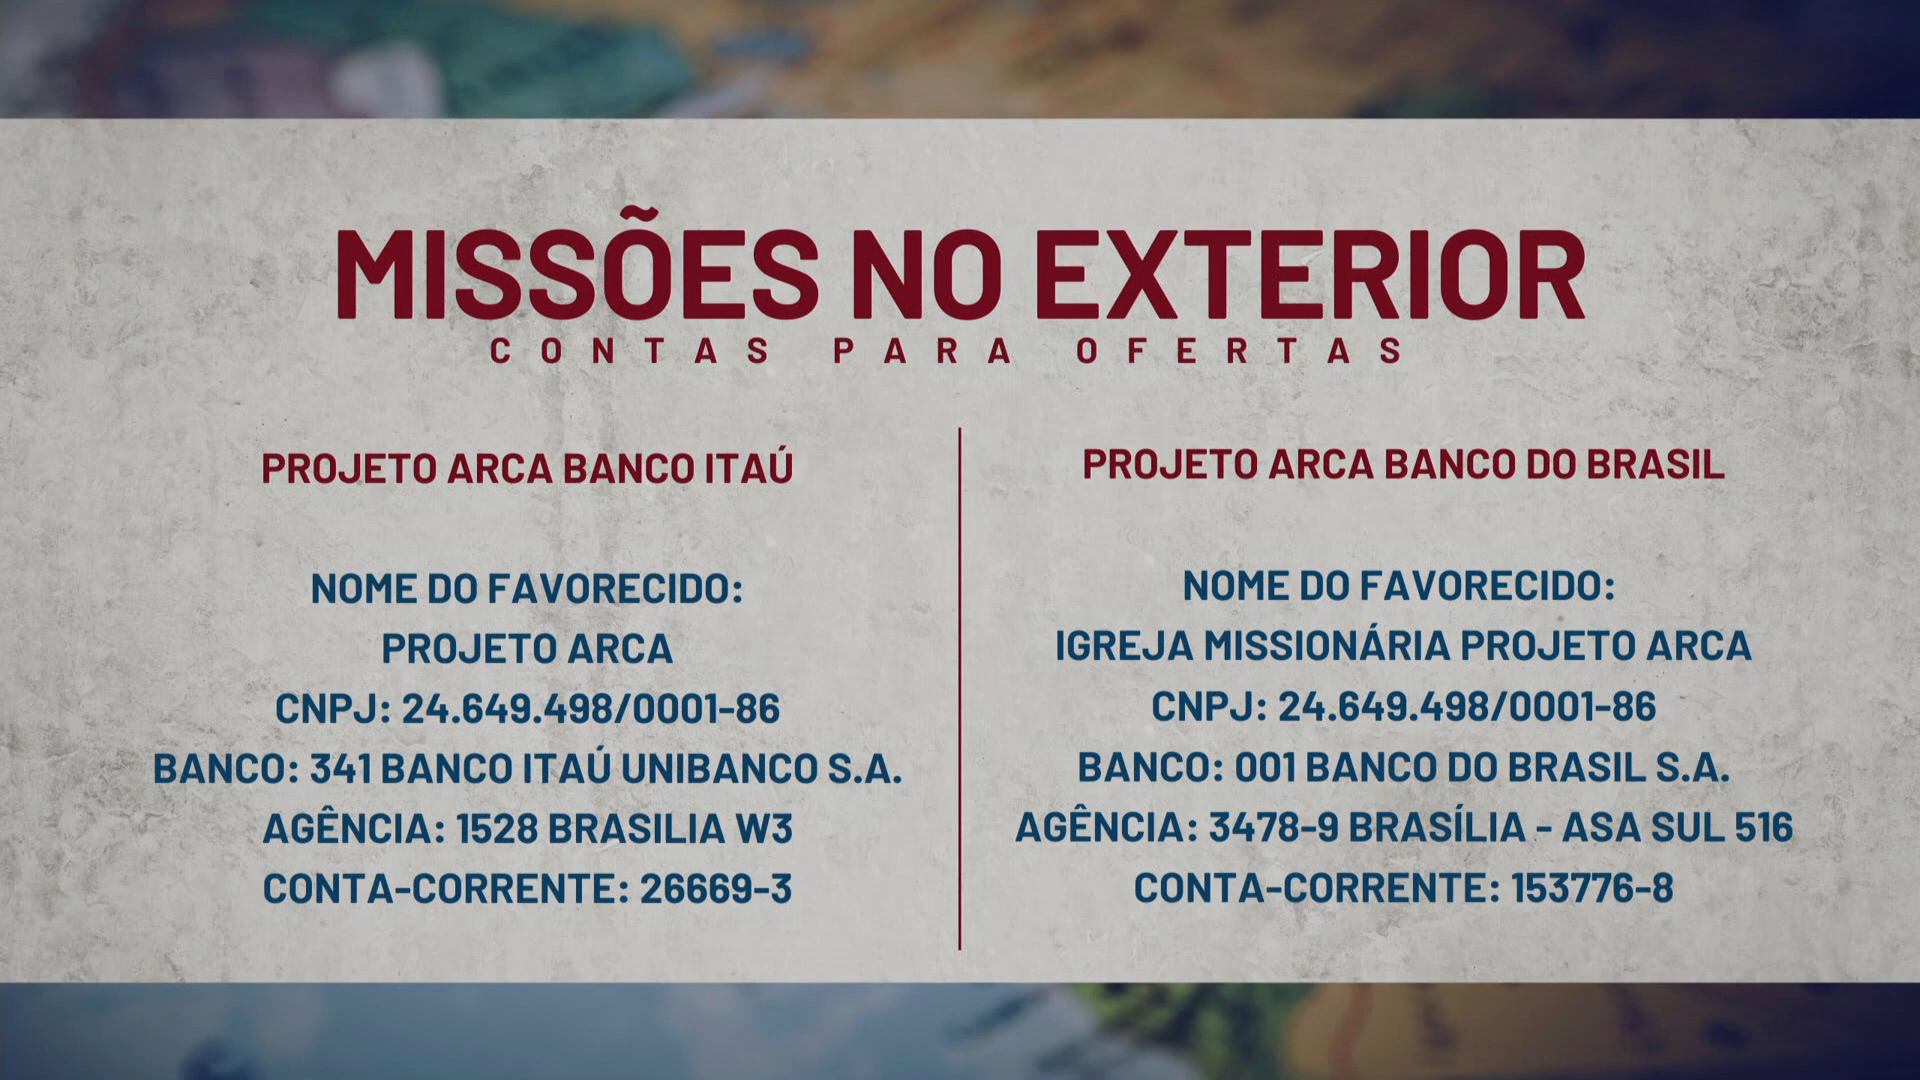 MISSÕES NO EXTERIOR
CONTAS PARA OFERTAS
PROJETO ARCA BANCO ITAÚ
NOME DO FAVORECIDO:
PROJETO ARCA
CNPJ: 24.649.498/0001-86
BANCO: 341 BANCO ITAÚ UNIBANCO S.A.
AGÊNCIA: 1528 BRASILIA W3
CONTA-CORRENTE: 26669-3
PROJETO ARCA BANCO DO BRASIL
NOME DO FAVORECIDO:
IGREJA MISSIONÁRIA PROJETO ARCA
CNPJ: 24.649.498/0001-86
BANCO: 001 BANCO DO BRASIL S.A.
AGÊNCIA: 3478-9 BRASÍLIA - ASA SUL 516
CONTA-CORRENTE: 153776-8